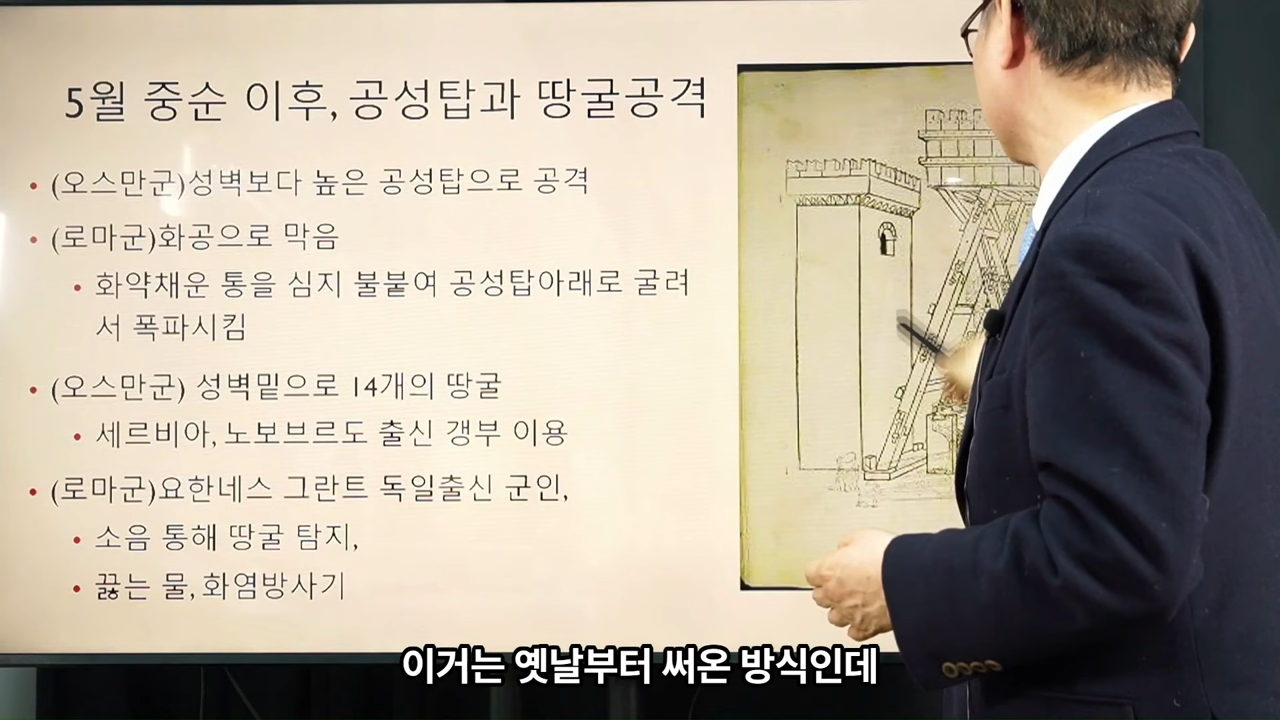 5월 중순 이후, 공성탑과 땅굴공격
• (오스만군)성벽보다 높은 공성탑으로 공격
• (로마군)화공으로 막음
• 화약채운 통을 심지 불붙여 공성탑아래로 굴려
서 폭파시킴
• (오스만군) 성벽밑으로 14개의 땅굴
• 세르비아, 노보브르도 출신 갱부 이용
• (로마군)요한네스 그란트 독일출신 군인,
• 소음 통해 땅굴 탐지,
• 끓는 물, 화염방사기
이거는 옛날부터 써온 방식인데